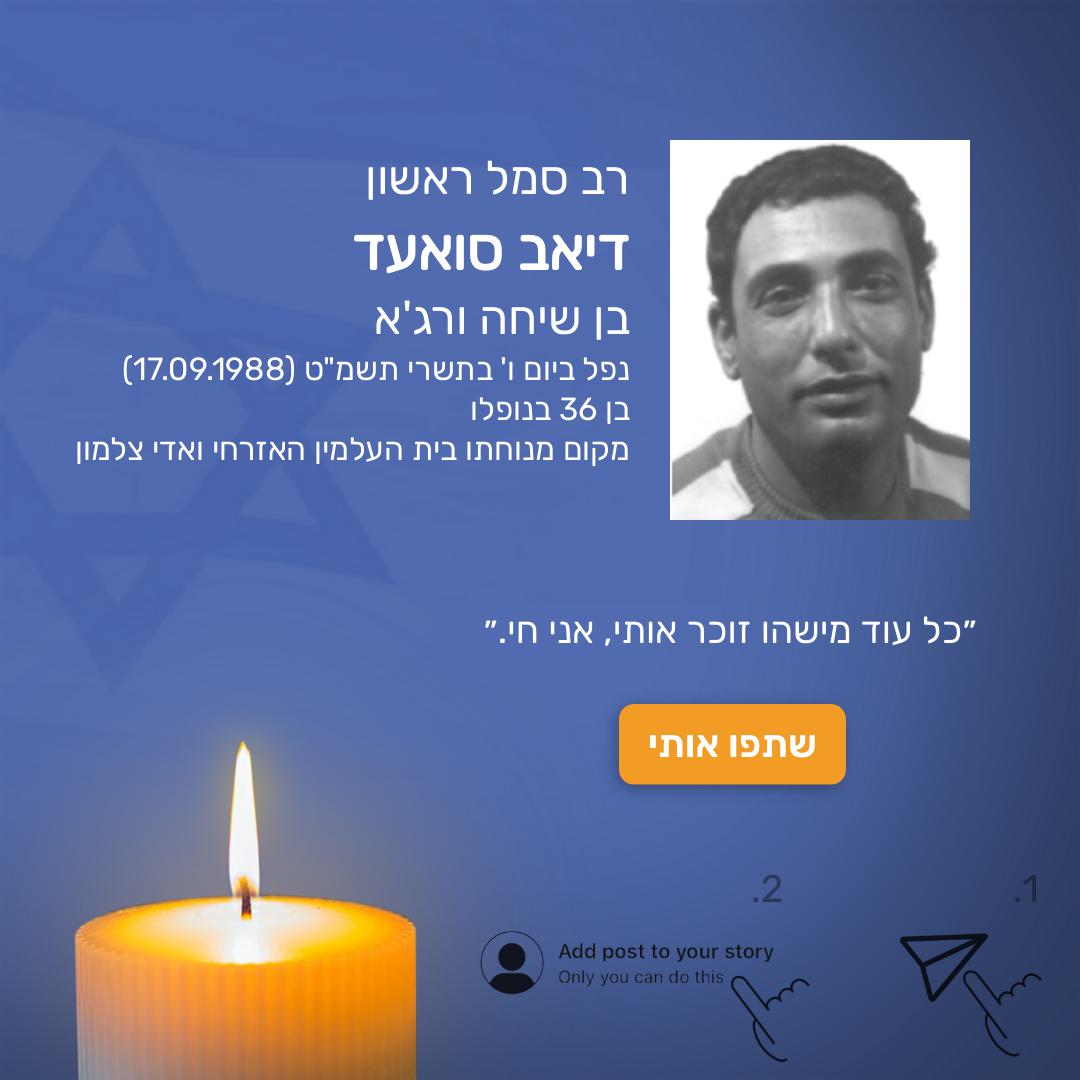 רב סמל ראשון
דיאב סואעד
בן שיחה ורג'א
נפל ביום ו' בתשרי תשמ"ט (17.09.1988)
בן 36 בנופלו
מקום מנוחתו בית העלמין האזרחי ואדי צלמון
״כל עוד מישהו זוכר אותי, אני חי.״
שתפו אותי
.1
.2
Add post to your story
Only you can do this